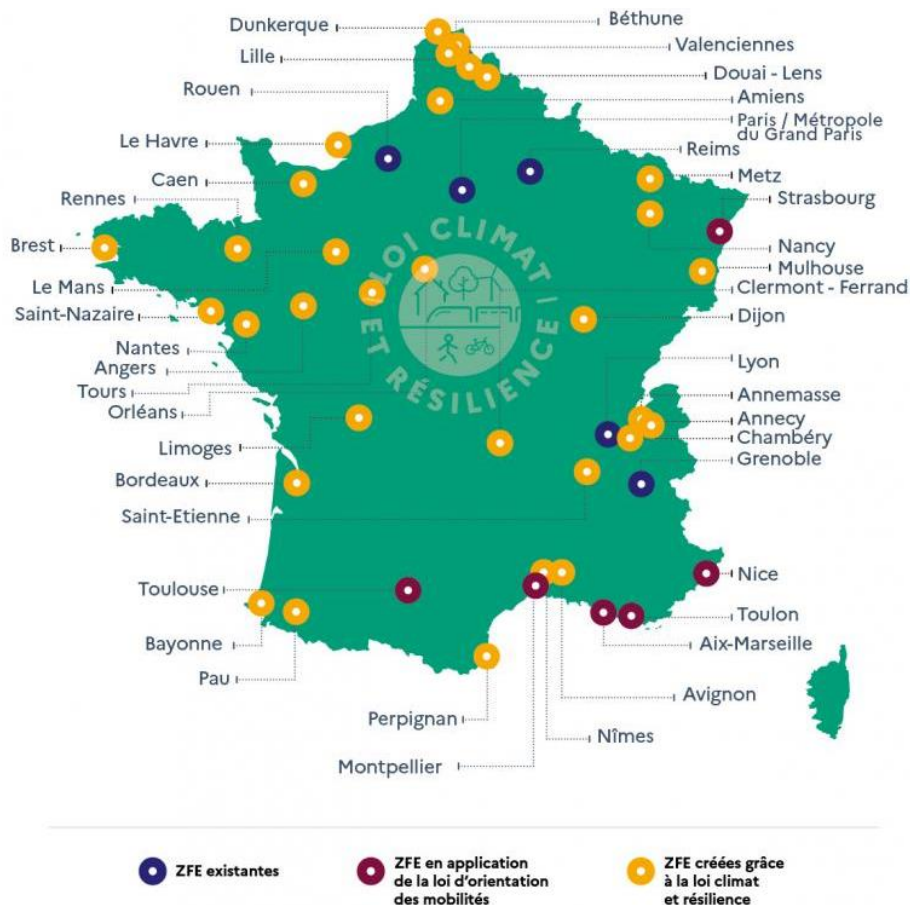 Dunkerque
Béthune
Valenciennes
Lille
Douai - Lens
Rouen
Amiens
Paris / Métropole
du Grand Paris
Le Havre
Reims
Caen
Metz
Rennes
Strasbourg
Brest
Nancy
Mulhouse
Le Mans
Clermont - Ferrand
Saint-Nazaire
Dijon
Nantes
Angers
Lyon
Tours
Annemasse
Orléans
Annecy
Chambéry
Limoges
Grenoble
Bordeaux
Saint-Etienne
LOI CLIMAT
ET RÉSILIENCE
Toulouse
Nice
Toulon
Bayonne
Aix-Marseille
Pau
Avignon
Perpignan
Nîmes
Montpellier
ZFE existantes
ZFE en application
de la loi d'orientation
des mobilités
ZFE créées grâce
à la loi climat
et résilience